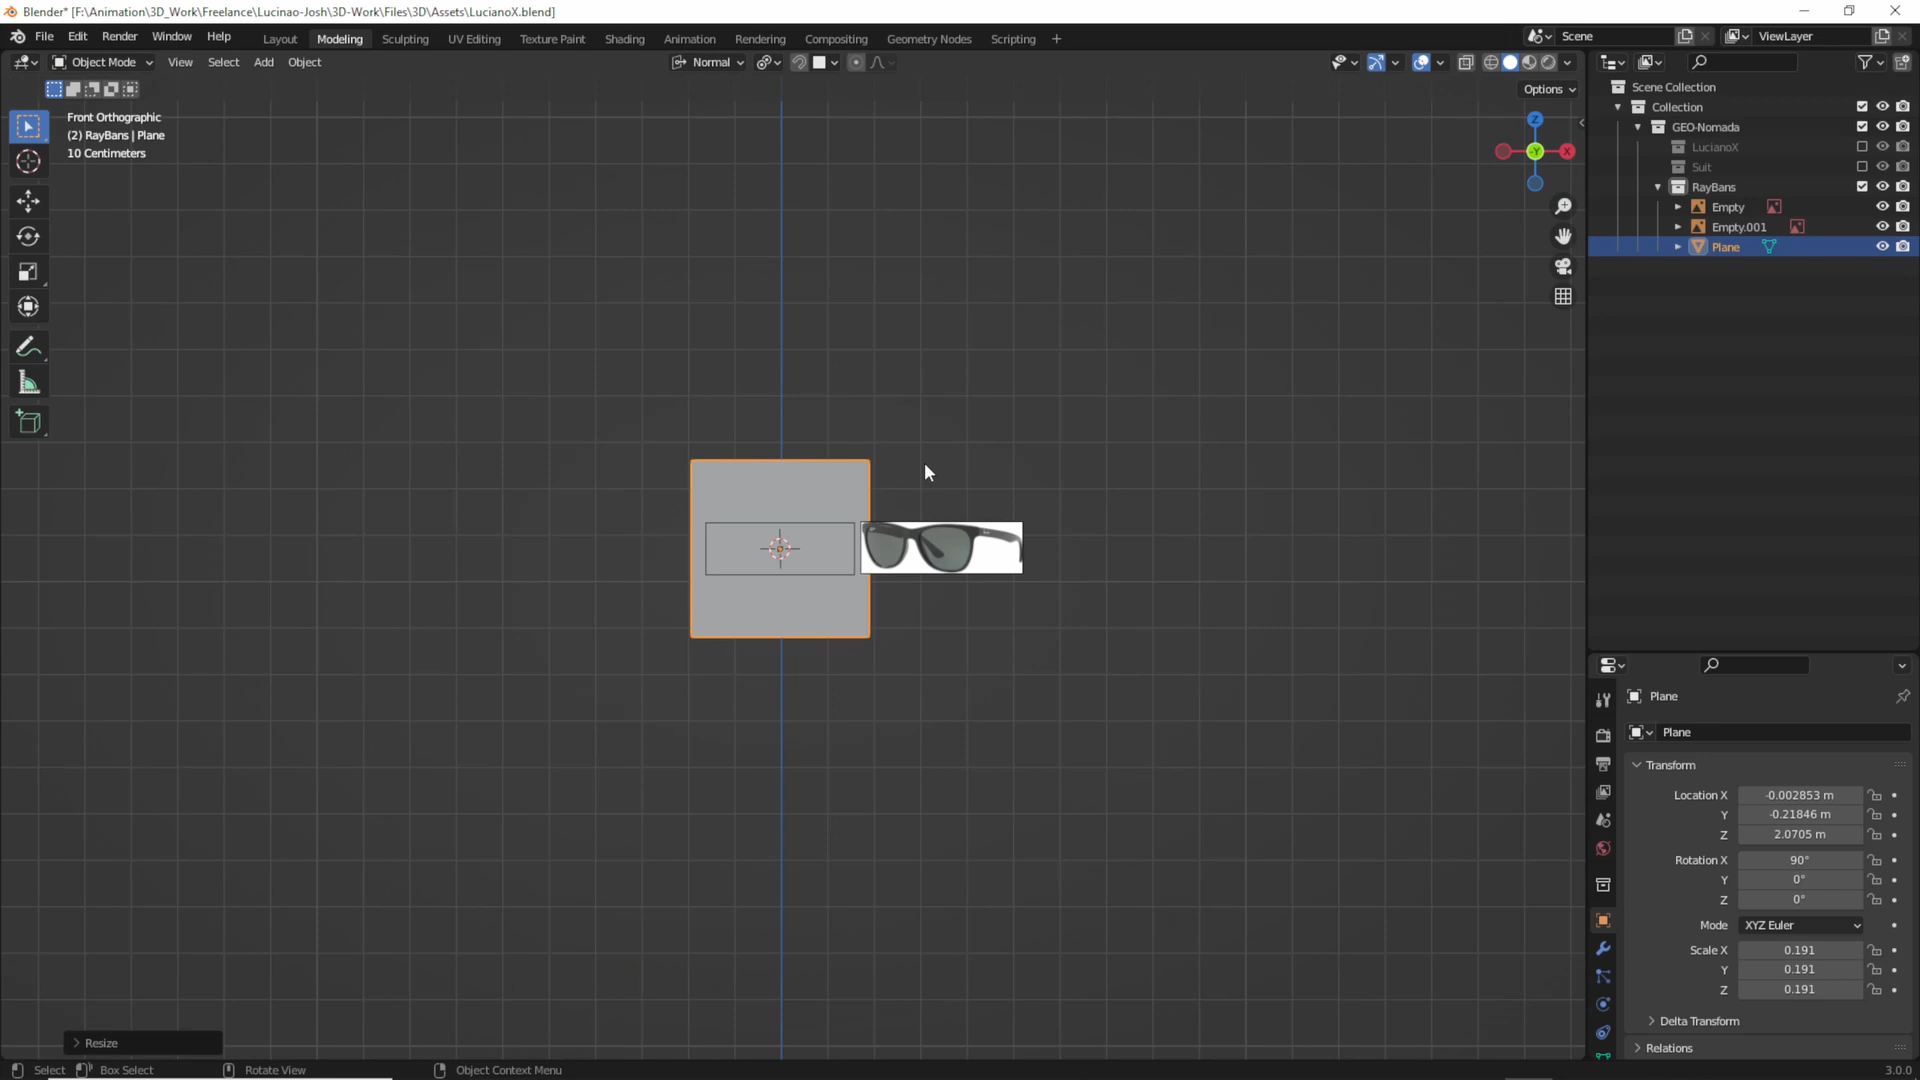 Blender* [F:\Animation\3D_Work\Freelance\Lucinao-Josh\3D-Work\Files\3D\Assets\LucianoX.blend]
File Edit Render Window Help Layout Modeling Sculpting UV Editing Texture Paint Shading Animation Rendering Compositing Geometry Nodes Scripting + Scene ViewLayer
Object Mode View Select Add Object Normal
Options
Front Orthographic
(2) RayBans | Plane
10 Centimeters
Z
-Y X
Scene Collection
Collection
GEO-Nomada
LucianoX
Suit
RayBans
Empty
Empty.001
Plane
Plane
Plane
Transform
Location X -0.002853 m
Y -0.21846 m
Z 2.0705 m
Rotation X 90°
Y 0°
Z 0°
Mode XYZ Euler
Scale X 0.191
Y 0.191
Z 0.191
Delta Transform
Relations
Resize
Select Box Select Rotate View Object Context Menu 3.0.0